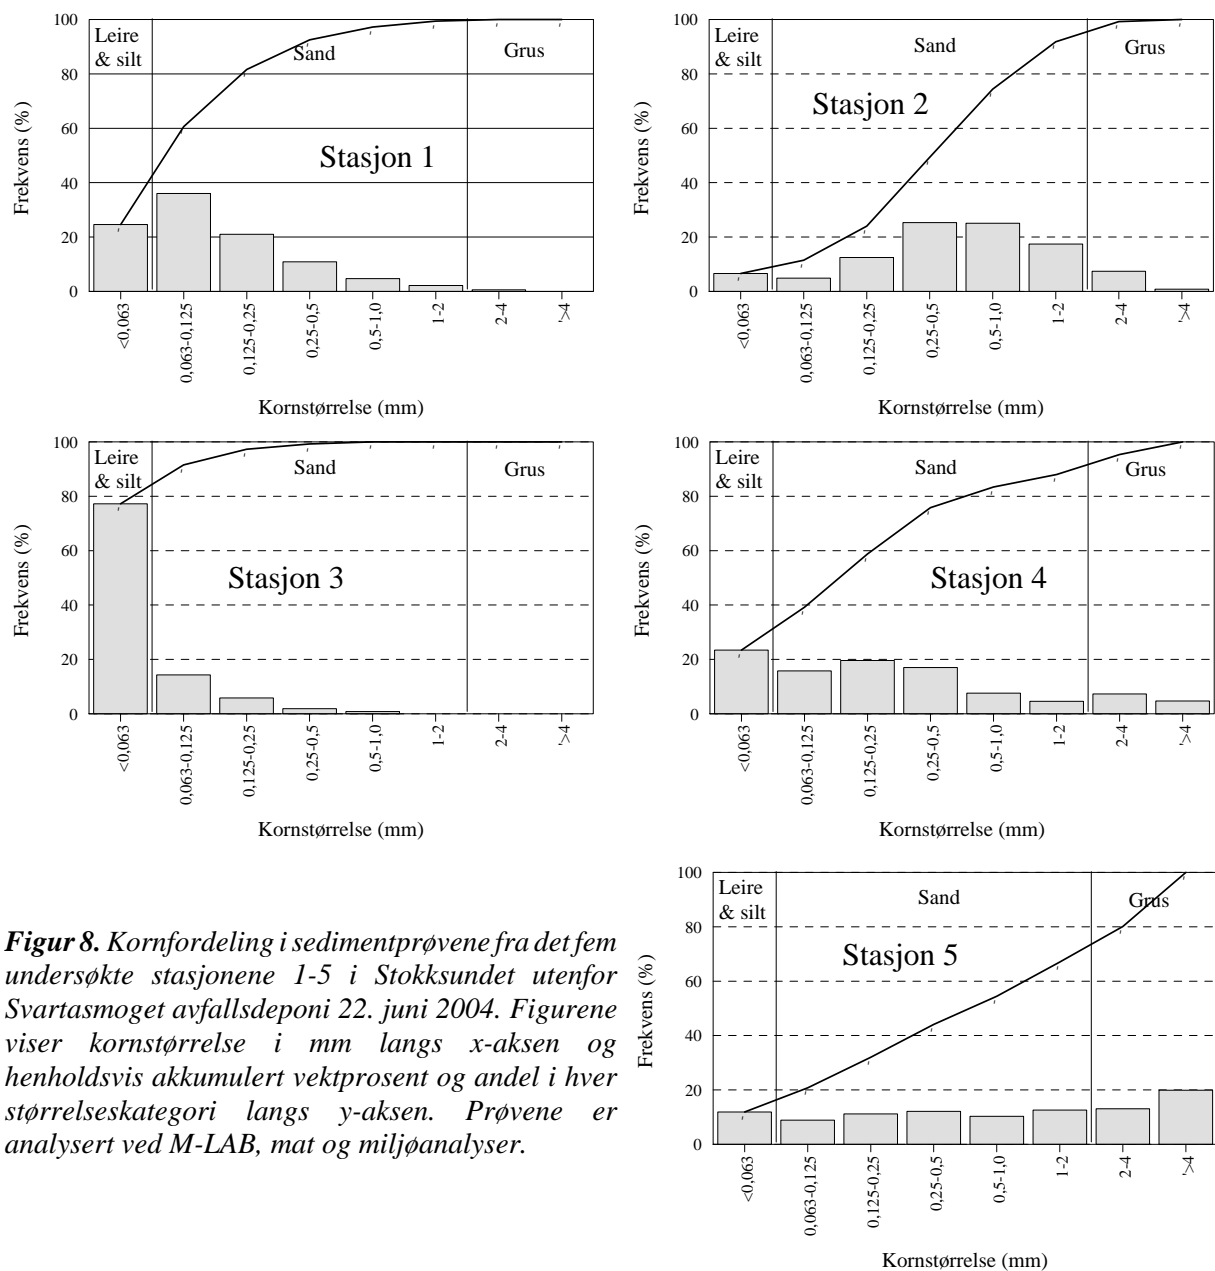 Frekvens (%)
100
80
60
40
20
0
Leire
& silt
Sand
Grus
Stasjon 1
<0,063
0,063-0,125
0,125-0,25
0,25-0,5
0,5-1,0
1-2
2-4
'>4
Kornstørrelse (mm)
Frekvens (%)
100
80
60
40
20
0
Leire
& silt
Sand
Grus
Stasjon 2
<0,063
0,063-0,125
0,125-0,25
0,25-0,5
0,5-1,0
1-2
2-4
'>4
Kornstørrelse (mm)
Frekvens (%)
100
80
60
40
20
0
Leire
& silt
Sand
Grus
Stasjon 3
<0,063
0,063-0,125
0,125-0,25
0,25-0,5
0,5-1,0
1-2
2-4
'>4
Kornstørrelse (mm)
Frekvens (%)
100
80
60
40
20
0
Leire
& silt
Sand
Grus
Stasjon 4
<0,063
0,063-0,125
0,125-0,25
0,25-0,5
0,5-1,0
1-2
2-4
'>4
Kornstørrelse (mm)
Figur 8. Kornfordeling i sedimentprøvene fra det fem
undersøkte stasjonene 1-5 i Stokksundet utenfor
Svartasmoget avfallsdeponi 22. juni 2004. Figurene
viser kornstørrelse i mm langs x-aksen og
henholdsvis akkumulert vektprosent og andel i hver
størrelseskategori langs y-aksen. Prøvene er
analysert ved M-LAB, mat og miljøanalyser.
Frekvens (%)
100
80
60
40
20
0
Leire
& silt
Sand
Grus
Stasjon 5
<0,063
0,063-0,125
0,125-0,25
0,25-0,5
0,5-1,0
1-2
2-4
'>4
Kornstørrelse (mm)